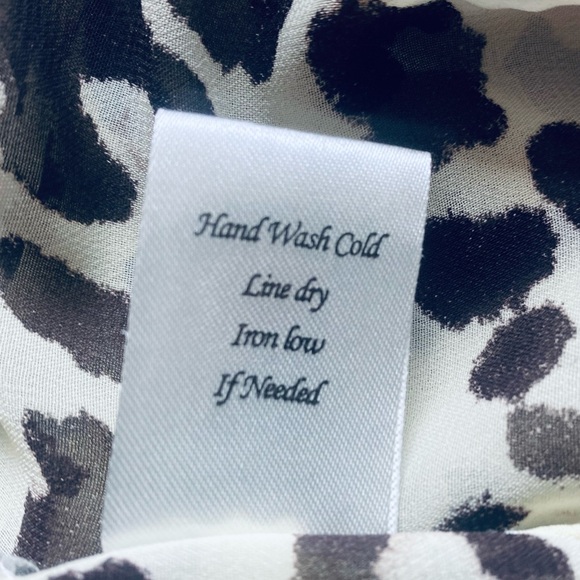 Hand Wash Cold
Line dry
Iron low
If Needed